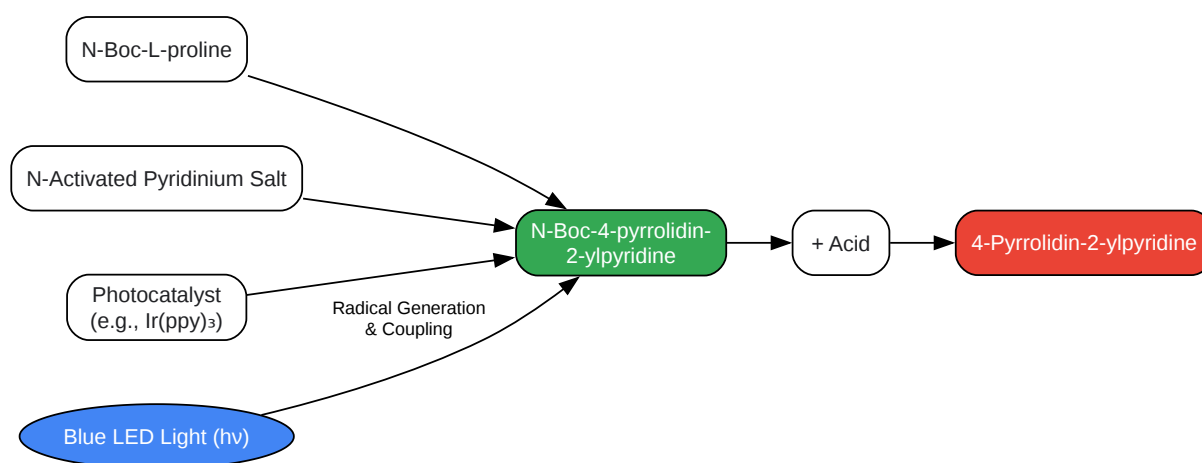 N-Boc-L-proline
N-Activated Pyridinium Salt
Photocatalyst
(e.g., Ir(ppy)₃)
Blue LED Light (hν)
Radical Generation
& Coupling
N-Boc-4-pyrrolidin-
2-ylpyridine
+ Acid
4-Pyrrolidin-2-ylpyridine